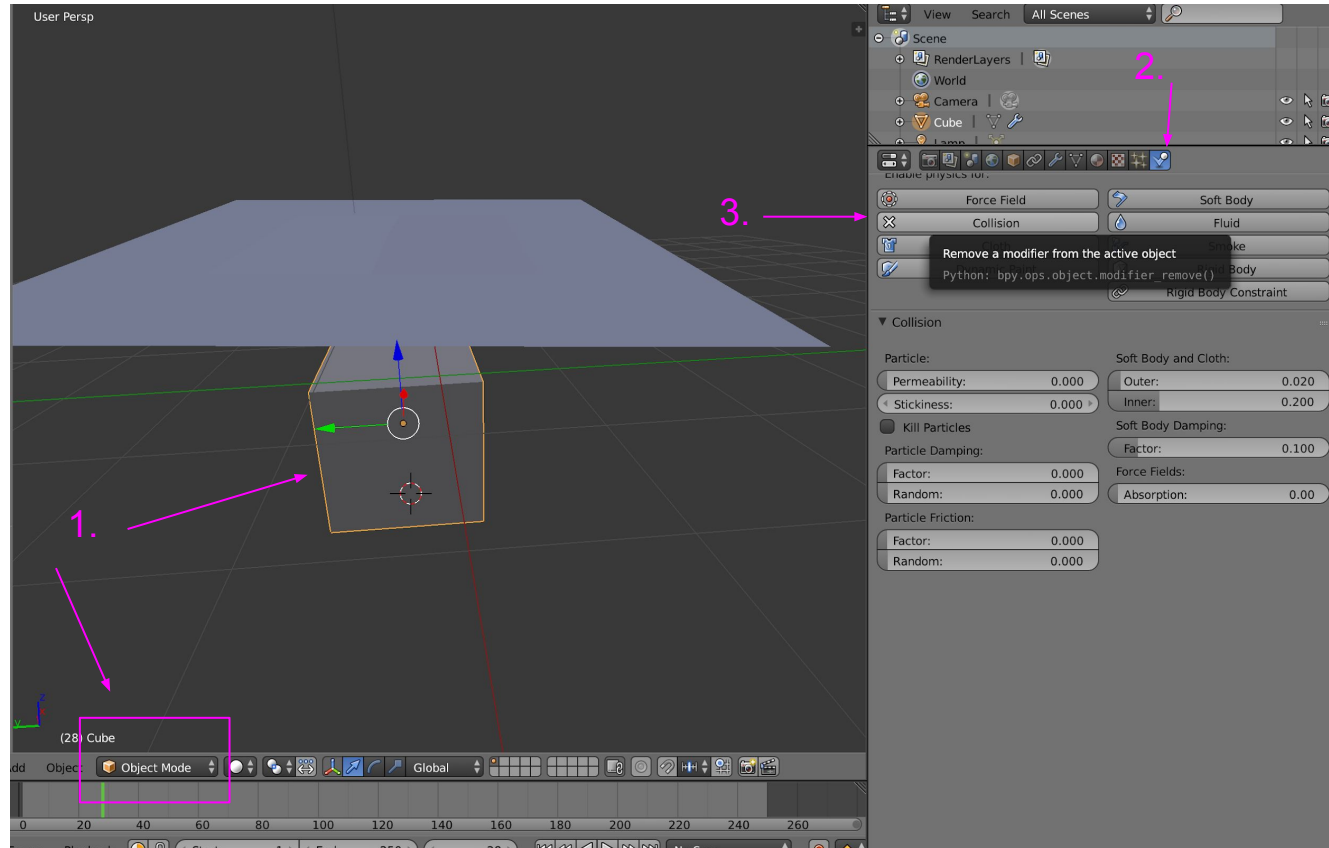 User Persp
View Search All Scenes
Scene
RenderLayers
World
Camera
Cube
Lamp
2.
Enable physics for:
3.
Force Field Soft Body
Collision Fluid
Cloth Smoke
Remove a modifier from the active object
Body
Python: bpy.ops.object.modifier_remove()
Rigid Body Constraint
Collision
Particle: Soft Body and Cloth:
Permeability: 0.000 Outer: 0.020
Stickiness: 0.000 Inner: 0.200
Kill Particles Soft Body Damping:
Particle Damping: Factor: 0.100
Factor: 0.000 Force Fields:
Random: 0.000 Absorption: 0.00
Particle Friction:
Factor: 0.000
Random: 0.000
1.
z
y
(28) Cube
Object Mode Global
0 20 40 60 80 100 120 140 160 180 200 220 240 260